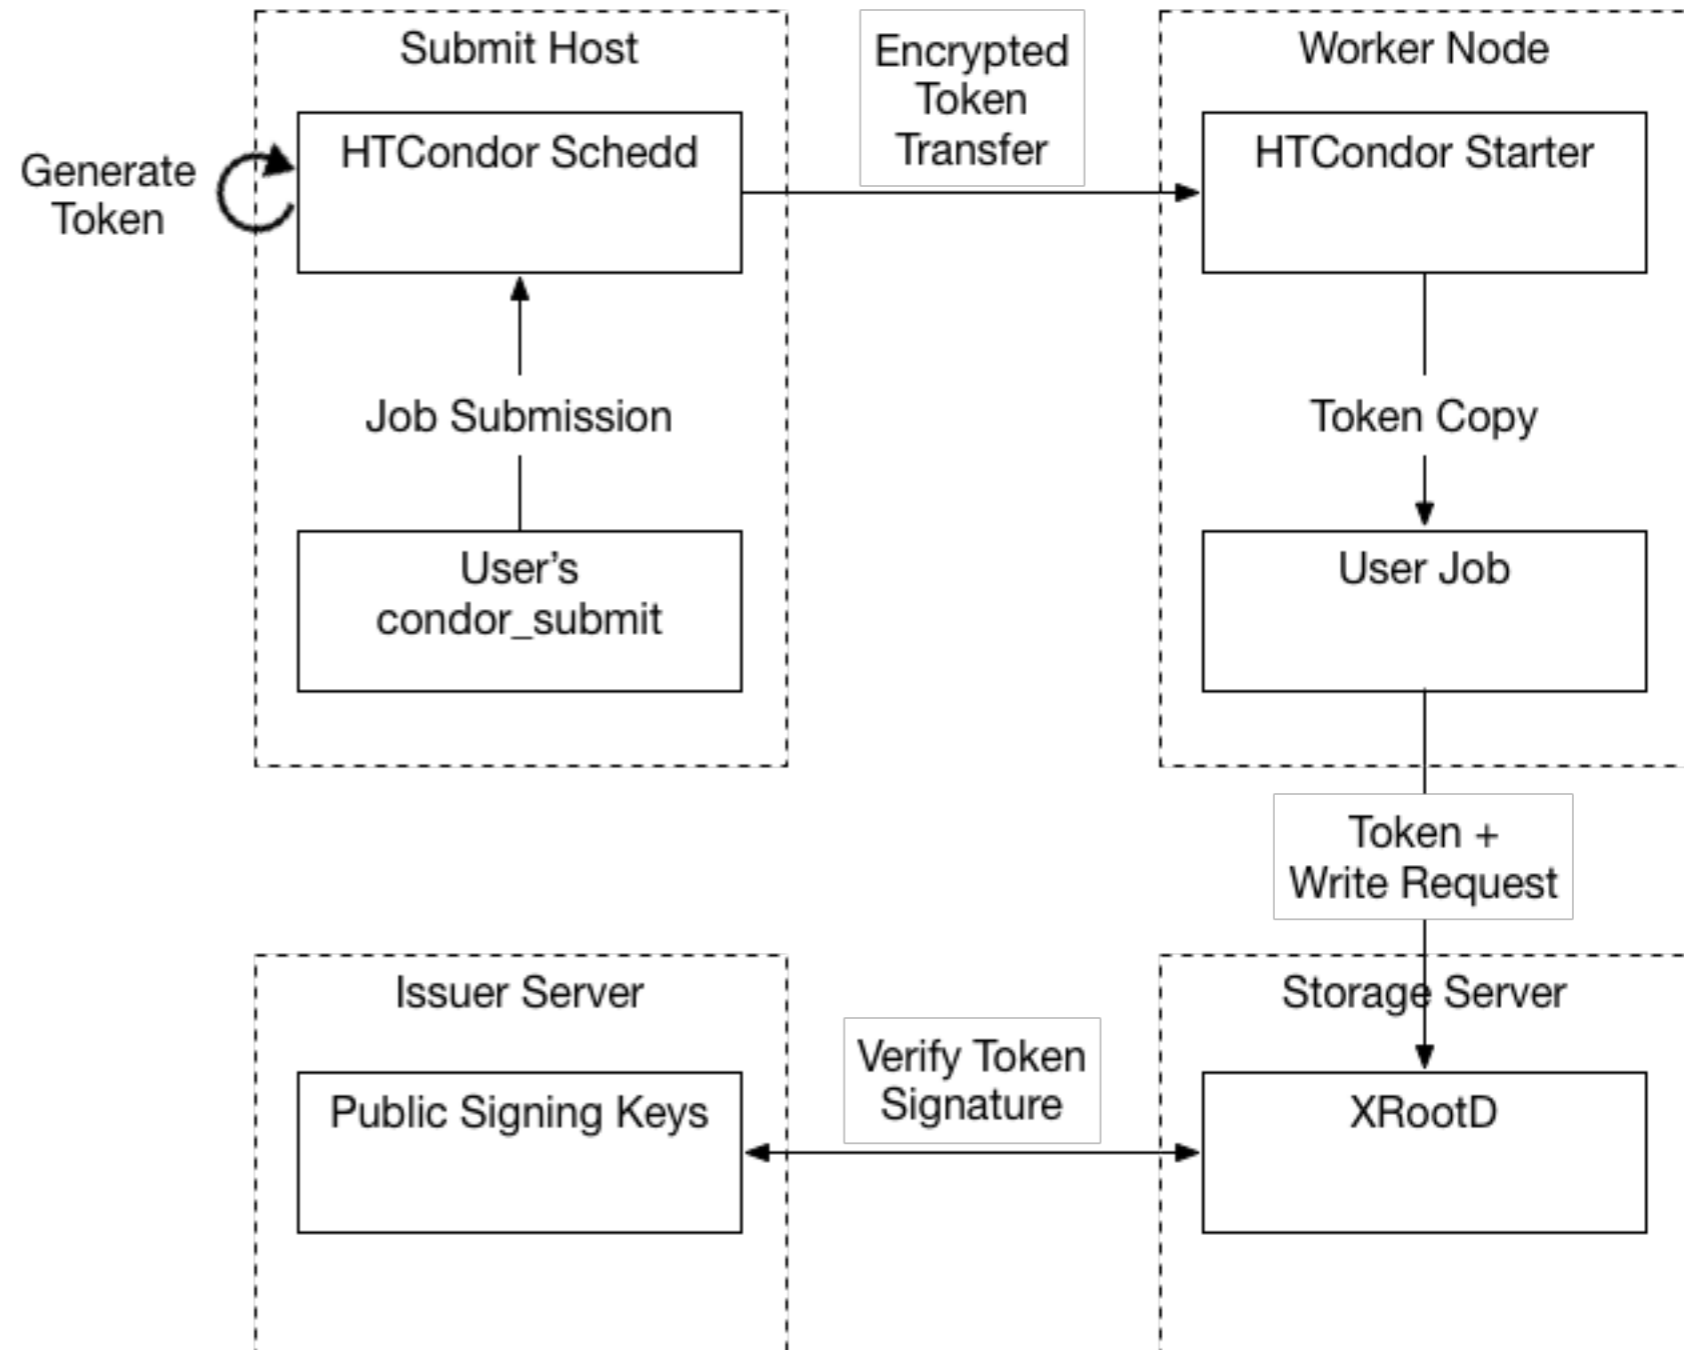 Submit Host
Encrypted
Token
Transfer
Worker Node
HTCondor Schedd
HTCondor Starter
Generate
Token
Job Submission
Token Copy
User’s
condor_submit
User Job
Token +
Write Request
Issuer Server
Storage Server
Verify Token
Signature
Public Signing Keys
XRootD